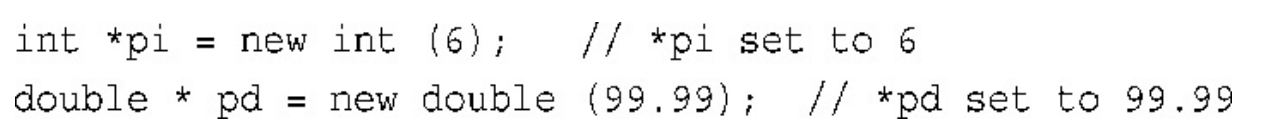 int *pi = new int (6);   // *pi set to 6
double * pd = new double (99.99);  // *pd set to 99.99